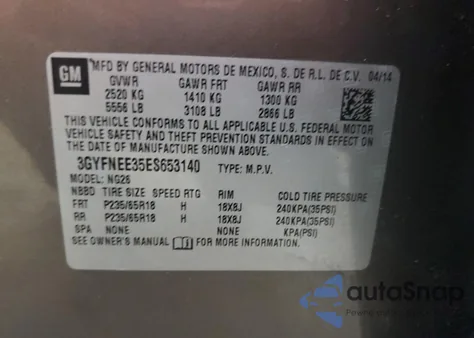 GM
MFD BY GENERAL MOTORS DE MEXICO, S. DE R.L. DE C.V. 04/14
GVWR GAWR FRT GAWR RR
2520 KG 1410 KG 1300 KG
5556 LB 3108 LB 2866 LB
THIS VEHICLE CONFORMS TO ALL APPLICABLE U.S. FEDERAL MOTOR
VEHICLE SAFETY AND THEFT PREVENTION STANDARDS IN EFFECT ON
THE DATE OF MANUFACTURE SHOWN ABOVE.
3GYFNEE35ES653140 TYPE: M.P.V.
MODEL: NG26
NBBD TIRE SIZE SPEED RTG RIM COLD TIRE PRESSURE
FRT P235/65R18 H 18X8J 240KPA(35PSI)
RR P235/65R18 H 18X8J 240KPA(35PSI)
SPA NONE NONE KPA(PSI)
SEE OWNER'S MANUAL FOR MORE INFORMATION.
autoSnap